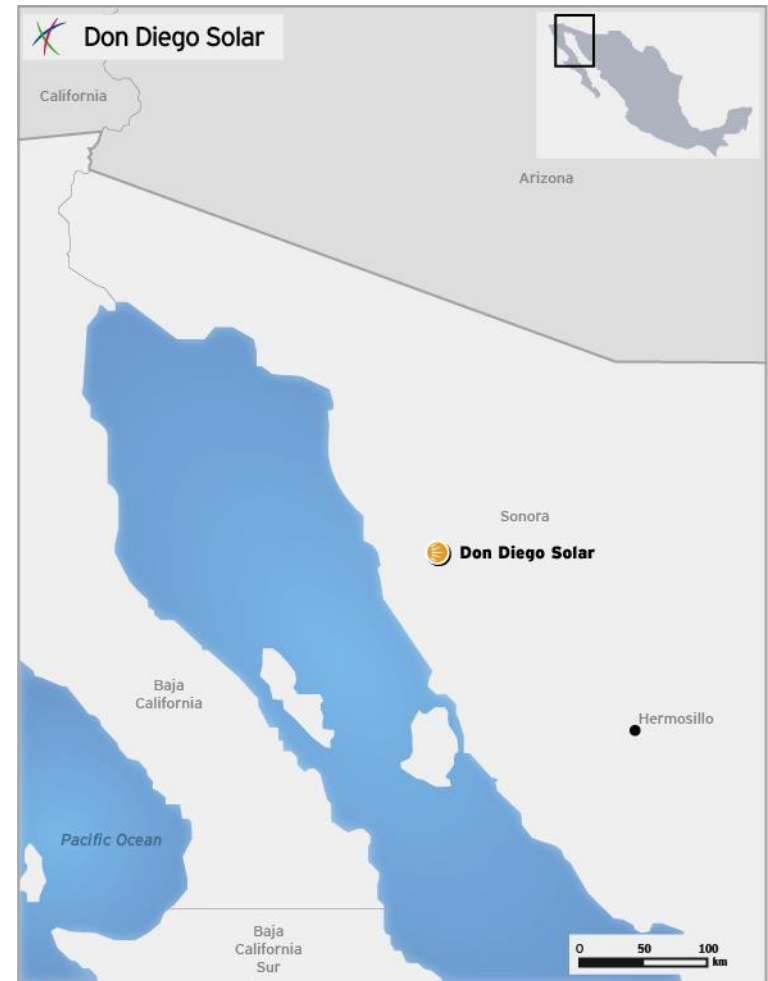 Don Diego Solar
California
Arizona
Sonora
Don Diego Solar
Baja
California
Hermosillo
Pacific Ocean
Baja
California
Sur
0 50 100
km